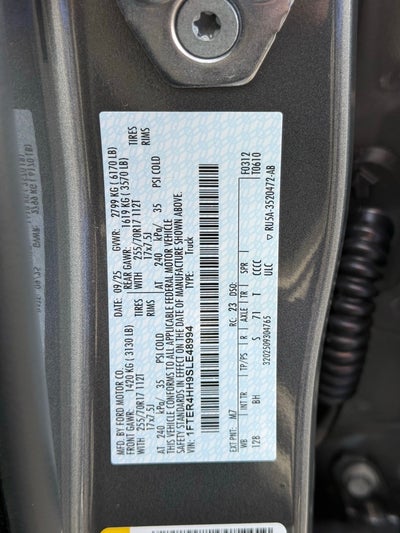 MFD. BY FORD MOTOR CO.
09/25 GVWR: 2799 KG ( 6170 LB)
FRONT GAWR: 1420 KG ( 3130 LB) REAR GAWR: 1619 KG ( 3570 LB)
WITH 255/70R17 112T TIRES WITH 255/70R17 112T TIRES
17x7.5J RIMS 17x7.5J RIMS
AT 240 kPa/ 35 PSI COLD AT 240 kPa/ 35 PSI COLD
THIS VEHICLE CONFORMS TO ALL APPLICABLE FEDERAL MOTOR VEHICLE
SAFETY STANDARDS IN EFFECT ON THE DATE OF MANUFACTURE SHOWN ABOVE.
VIN: 1FTER4HH9SLE48994 TYPE: Truck
EXT PNT: M7 RC: 23 DSO: F0312
WB TP/PS R AXLE TR SPR T0610
128 BH 5 71 T CCCC
ULC
3202509304765 ▽ RU5A-3520472-AB